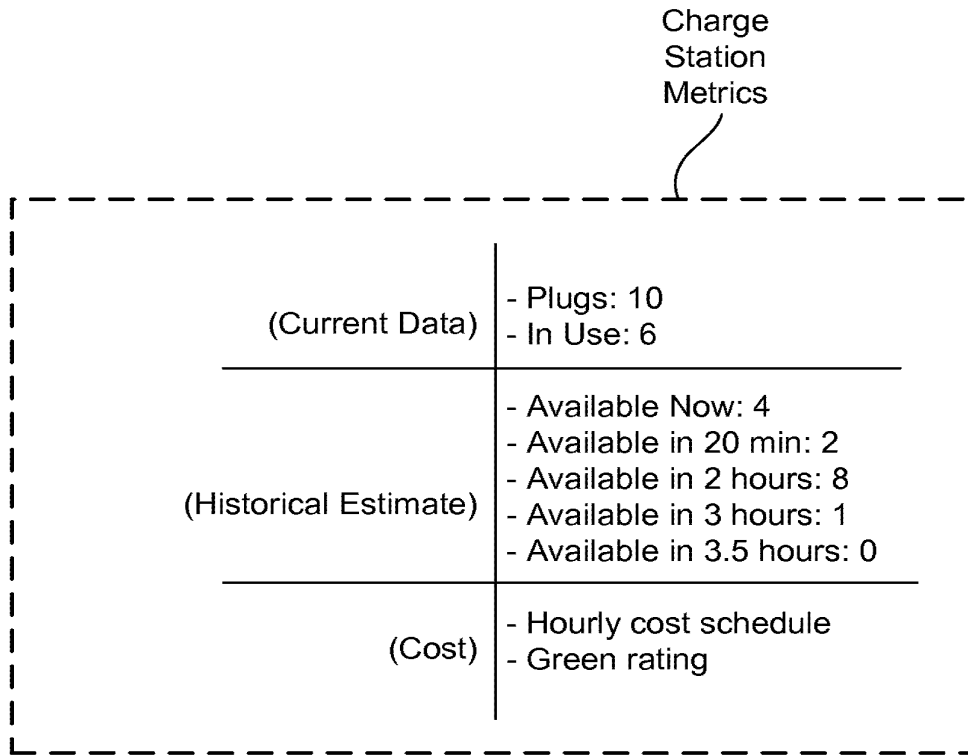 Charge
Station
Metrics
(Current Data)
- Plugs: 10
- In Use: 6
(Historical Estimate)
- Available Now: 4
- Available in 20 min: 2
- Available in 2 hours: 8
- Available in 3 hours: 1
- Available in 3.5 hours: 0
(Cost)
- Hourly cost schedule
- Green rating